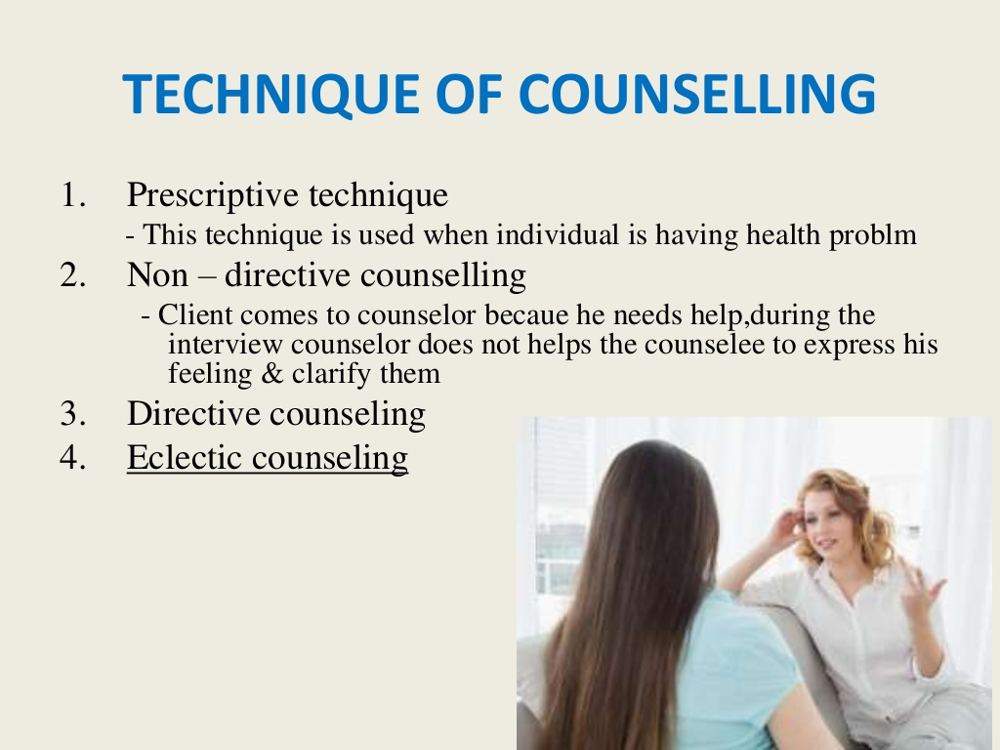 TECHNIQUE OF COUNSELLING
1. Prescriptive technique
- This technique is used when individual is having health problm
2. Non – directive counselling
- Client comes to counselor becaue he needs help,during the
interview counselor does not helps the counselee to express his
feeling & clarify them
3. Directive counseling
4. Eclectic counseling